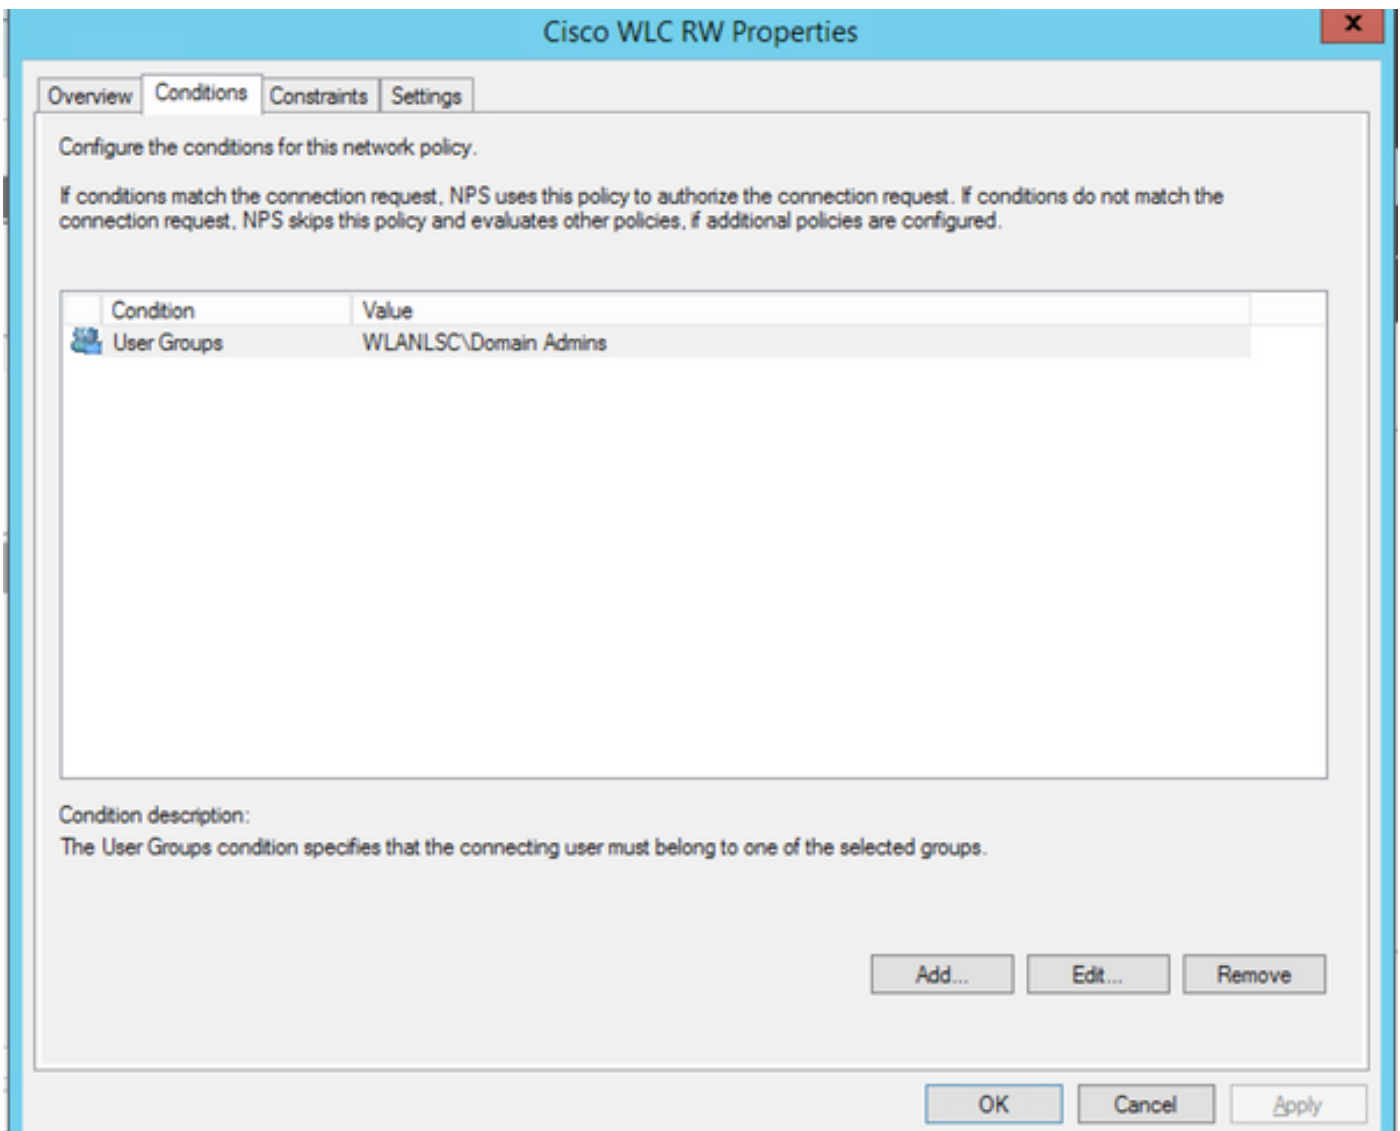 Cisco WLC RW Properties
x
Overview Conditions Constraints Settings
Configure the conditions for this network policy.
If conditions match the connection request, NPS uses this policy to authorize the connection request. If conditions do not match the
connection request, NPS skips this policy and evaluates other policies, if additional policies are configured.
Condition Value
User Groups WLANLSC\Domain Admins
Condition description:
The User Groups condition specifies that the connecting user must belong to one of the selected groups.
Add... Edit... Remove
OK Cancel Apply